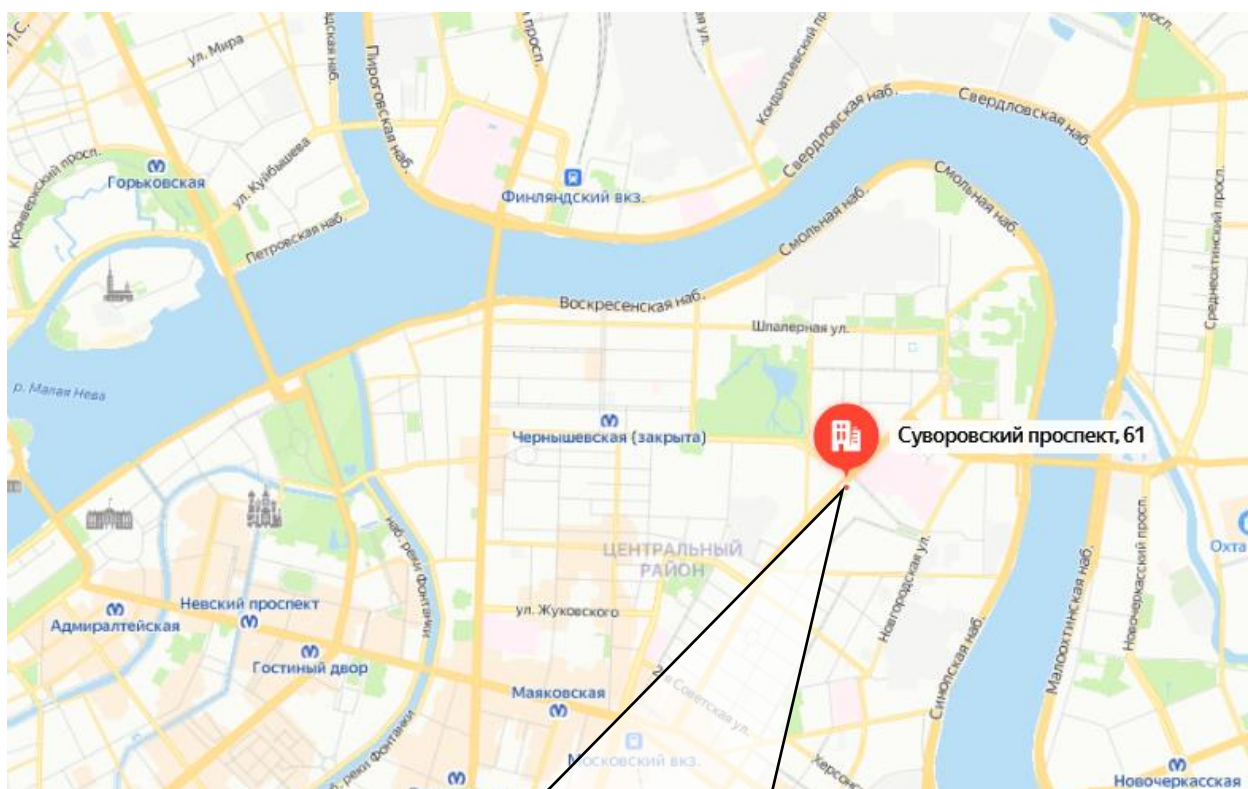 П.С.
ул. Мира
Пироговская наб.
Кондратьевский пр
Свердловская наб.
Свердловская наб.
Кронверкский просп.
Горьковская
ул. Куйбышева
Финляндский вкз.
Смольная наб.
Смольная наб.
Петровская наб.
Среднеохтинский просп.
Воскресенская наб.
Шпалерная ул.
р. Малая Нева
Чернышевская (закрыта)
Суворовский проспект, 61
наб. реки Фонтанки
ЦЕНТРАЛЬНЫЙ
РАЙОН
Охта
Новгородская ул.
Малоохтинская наб.
Новочеркасский просп.
Невский проспект
Адмиралтейская
ул. Жуковского
Гостиный двор
Синопская наб.
2-я Советская ул.
Маяковская
Московский вкз.
Херсонс
Новочеркасская
б. реки Фонтанки